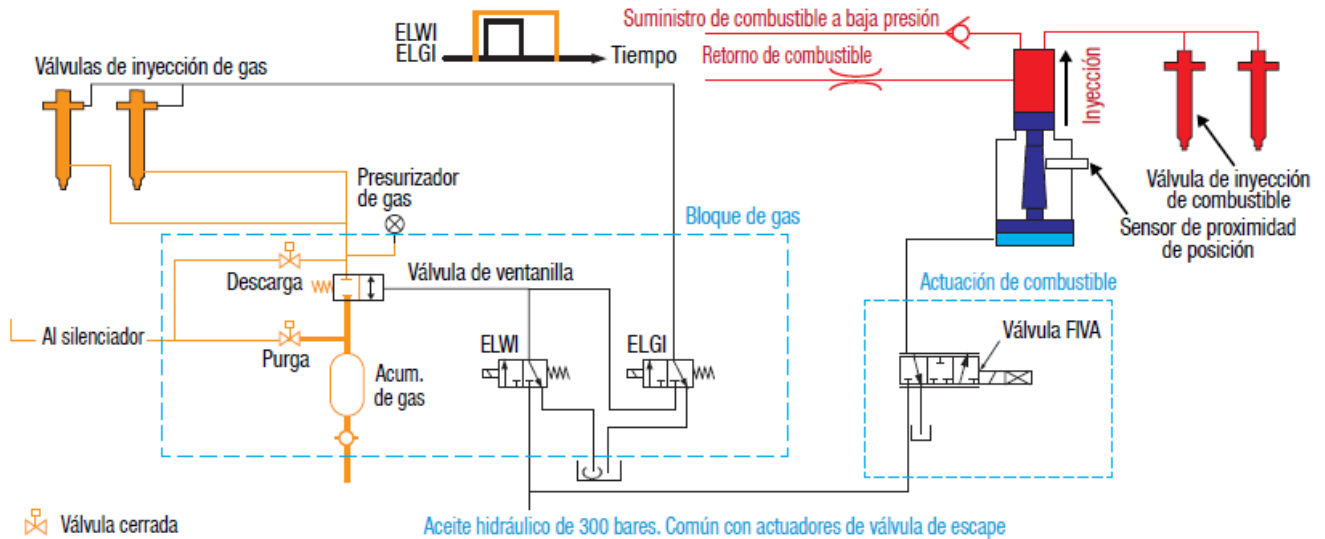 Suministro de combustible a baja presión
ELWI
ELGI
Tiempo
Retorno de combustible
Válvulas de inyección de gas
Inyección
Presurizador
de gas
Válvula de inyección
de combustible
Sensor de proximidad
de posición
Bloque de gas
Descarga
Válvula de ventanilla
Actuación de combustible
Al silenciador
Purga
ELWI
ELGI
Válvula FIVA
Acum.
de gas
Válvula cerrada
Aceite hidráulico de 300 bares. Común con actuadores de válvula de escape